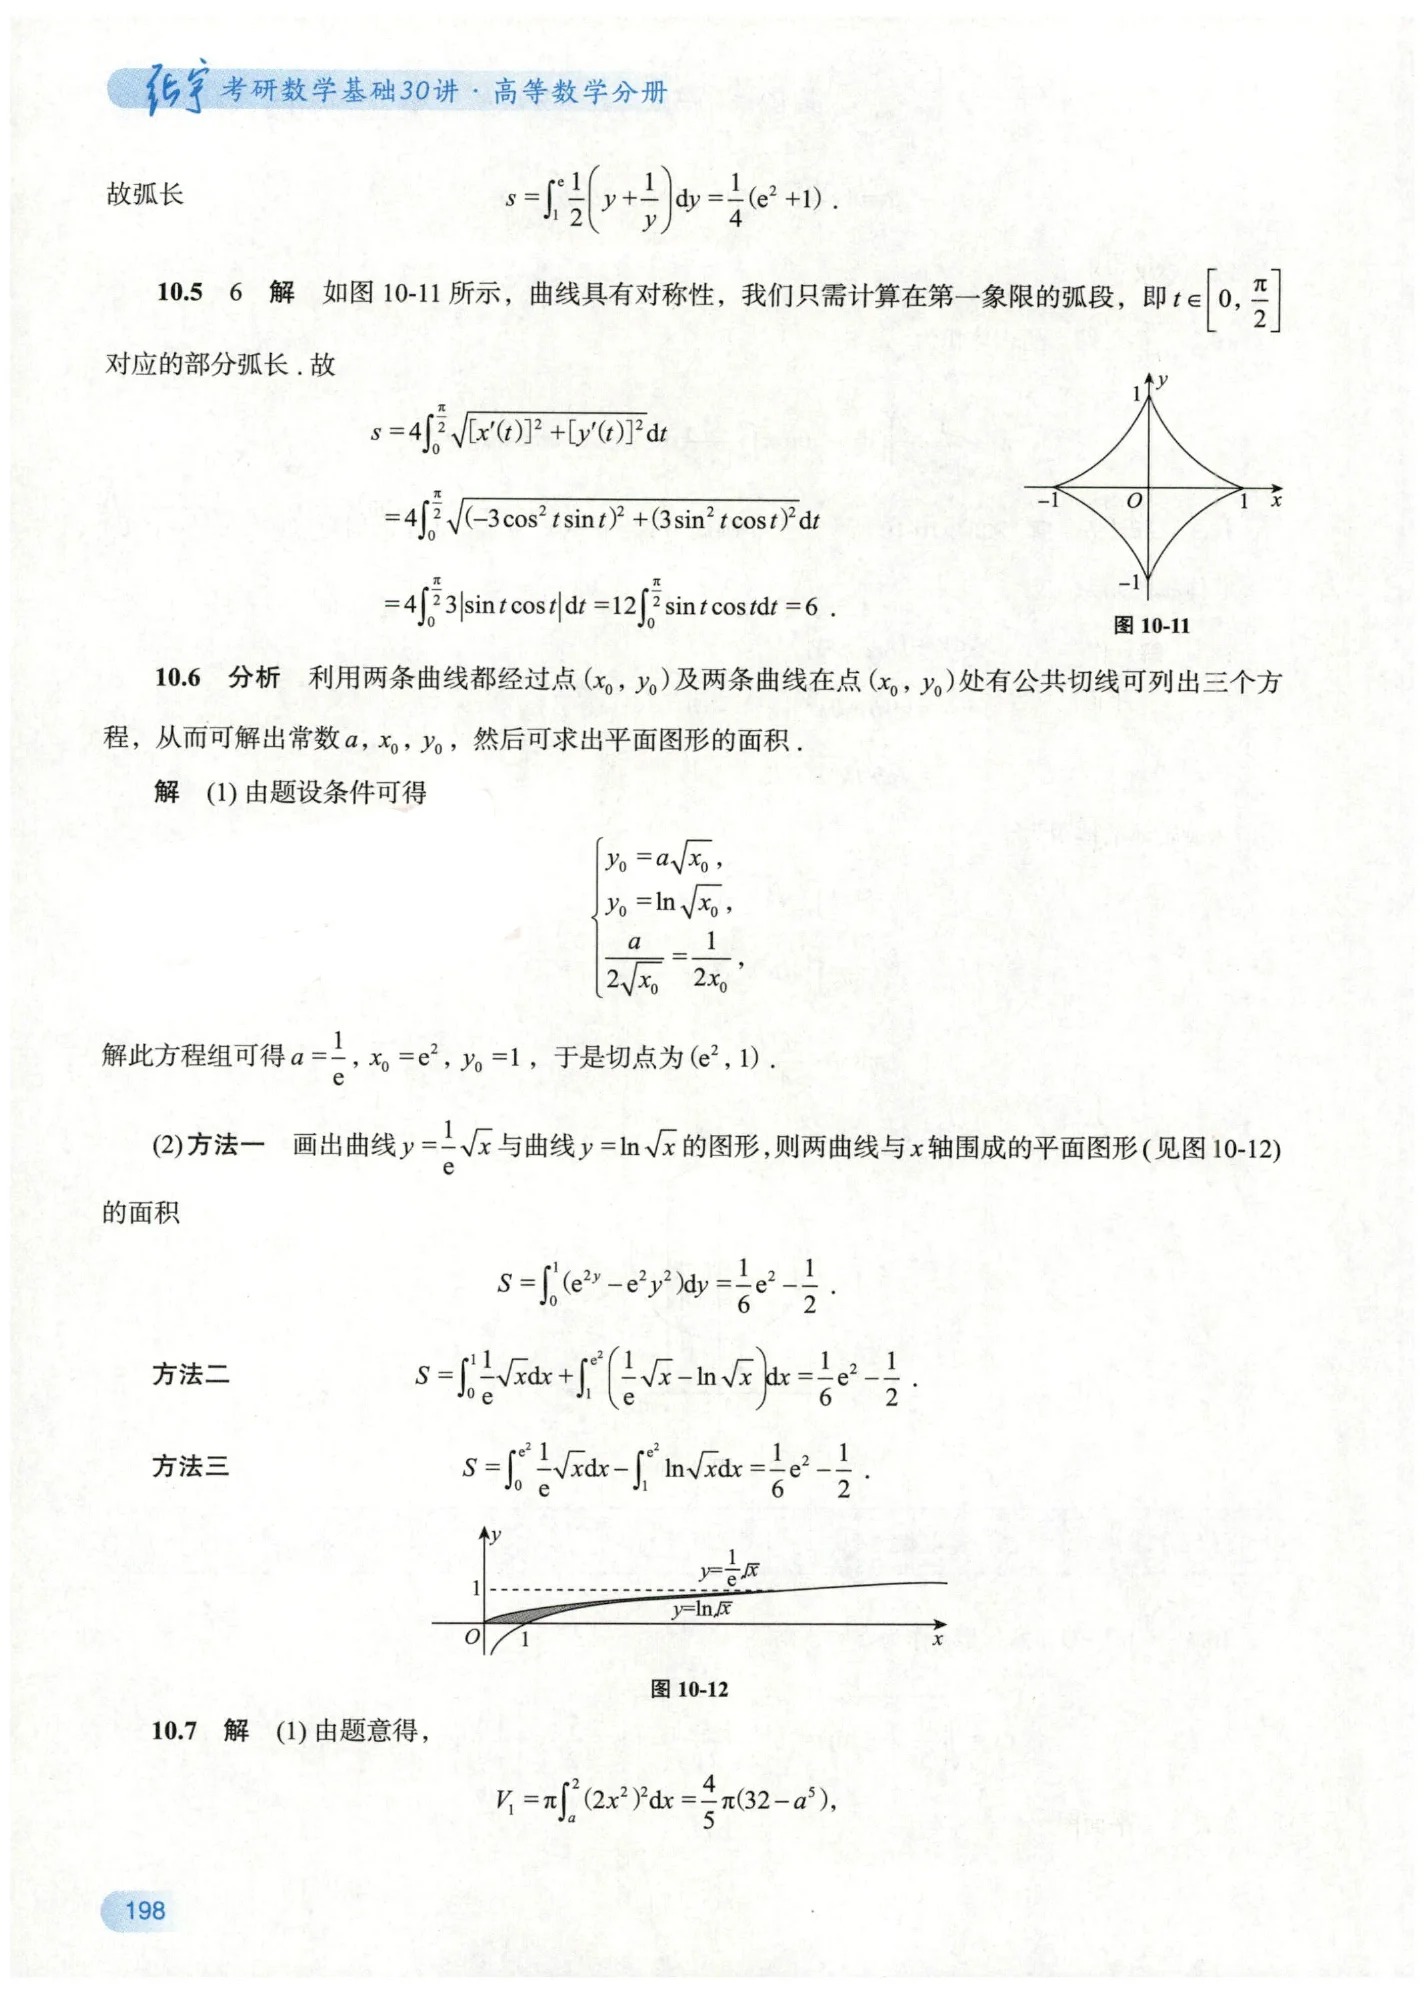 张宇考研数学基础30讲·高等数学分册
故弧长 $s=\int_1^e \frac{1}{2}\left(y+\frac{1}{y}\right)dy=\frac{1}{4}(e^2+1).$
10.5 6 解 如图 10-11 所示，曲线具有对称性，我们只需计算在第一象限的弧段，即 $t\in\left[0,\frac{\pi}{2}\right]$
对应的部分弧长．故
$s=4\int_0^{\frac{\pi}{2}}\sqrt{[x'(t)]^2+[y'(t)]^2}dt$
$=4\int_0^{\frac{\pi}{2}}\sqrt{(-3\cos^2 t\sin t)^2+(3\sin^2 t\cos t)^2}dt$
$=4\int_0^{\frac{\pi}{2}}3|\sin t\cos t|dt=12\int_0^{\frac{\pi}{2}}\sin t\cos tdt=6.$
y
1
-1 O 1 x
-1
图 10-11
10.6 分析 利用两条曲线都经过点$(x_0,y_0)$及两条曲线在点$(x_0,y_0)$处有公共切线可列出三个方
程，从而可解出常数$a,x_0,y_0$，然后可求出平面图形的面积．
解 (1) 由题设条件可得
$y_0=a\sqrt{x_0},$
$y_0=\ln\sqrt{x_0},$
$\frac{a}{2\sqrt{x_0}}=\frac{1}{2x_0},$
解此方程组可得$a=\frac{1}{e},x_0=e^2,y_0=1$，于是切点为$(e^2,1)$．
(2)方法一 画出曲线$y=\frac{1}{e}\sqrt{x}$与曲线$y=\ln\sqrt{x}$的图形,则两曲线与x轴围成的平面图形(见图10-12)
的面积
$S=\int_0^1(e^{2y}-e^2y^2)dy=\frac{1}{6}e^2-\frac{1}{2}.$
方法二 $S=\int_0^1\frac{1}{e}\sqrt{x}dx+\int_1^{e^2}\left(\frac{1}{e}\sqrt{x}-\ln\sqrt{x}\right)dx=\frac{1}{6}e^2-\frac{1}{2}.$
方法三 $S=\int_0^{e^2}\frac{1}{e}\sqrt{x}dx-\int_1^{e^2}\ln\sqrt{x}dx=\frac{1}{6}e^2-\frac{1}{2}.$
y
$y=\frac{1}{e}\sqrt{x}$
1
$y=\ln\sqrt{x}$
O 1 x
图 10-12
10.7 解 (1) 由题意得，
$V_1=\pi\int_a^2(2x^2)^2dx=\frac{4}{5}\pi(32-a^5),$
198